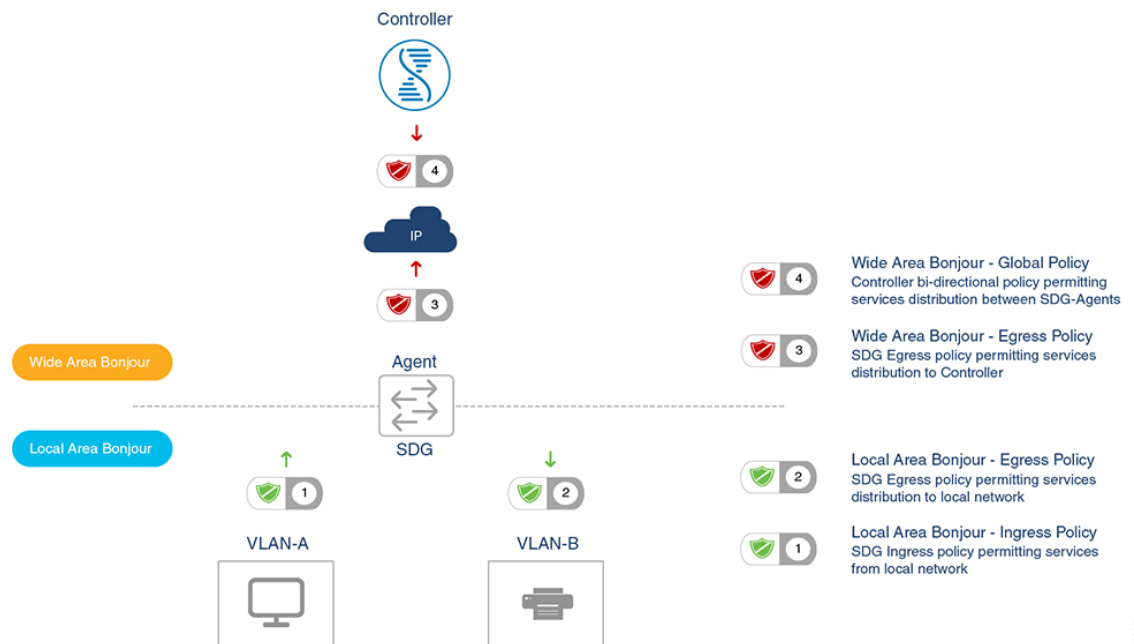 Controller
4
IP
3
Wide Area Bonjour
Agent
SDG
Local Area Bonjour
1
2
VLAN-A
VLAN-B
4
Wide Area Bonjour - Global Policy
Controller bi-directional policy permitting
services distribution between SDG-Agents
3
Wide Area Bonjour - Egress Policy
SDG Egress policy permitting services
distribution to Controller
2
Local Area Bonjour - Egress Policy
SDG Egress policy permitting services
distribution to local network
1
Local Area Bonjour - Ingress Policy
SDG Ingress policy permitting services
from local network